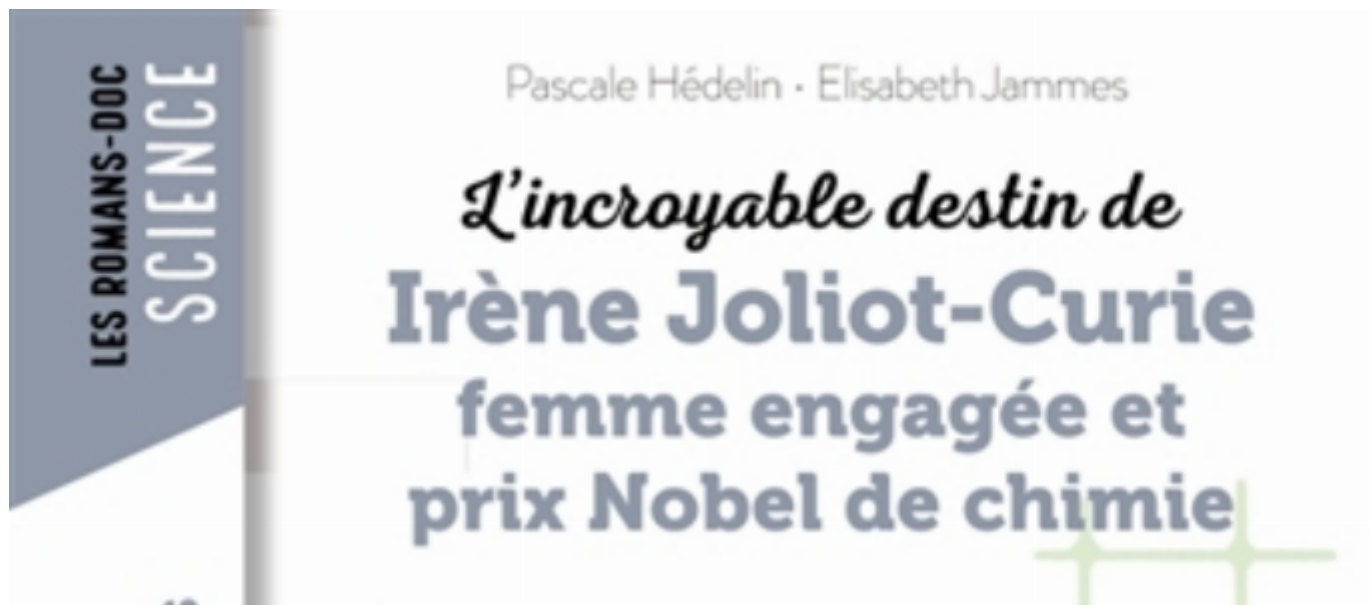 LES ROMANS-DOC
SCIENCE
Pascale Hédelin · Elisabeth Jammes
L'incroyable destin de
Irène Joliot-Curie
femme engagée et
prix Nobel de chimie